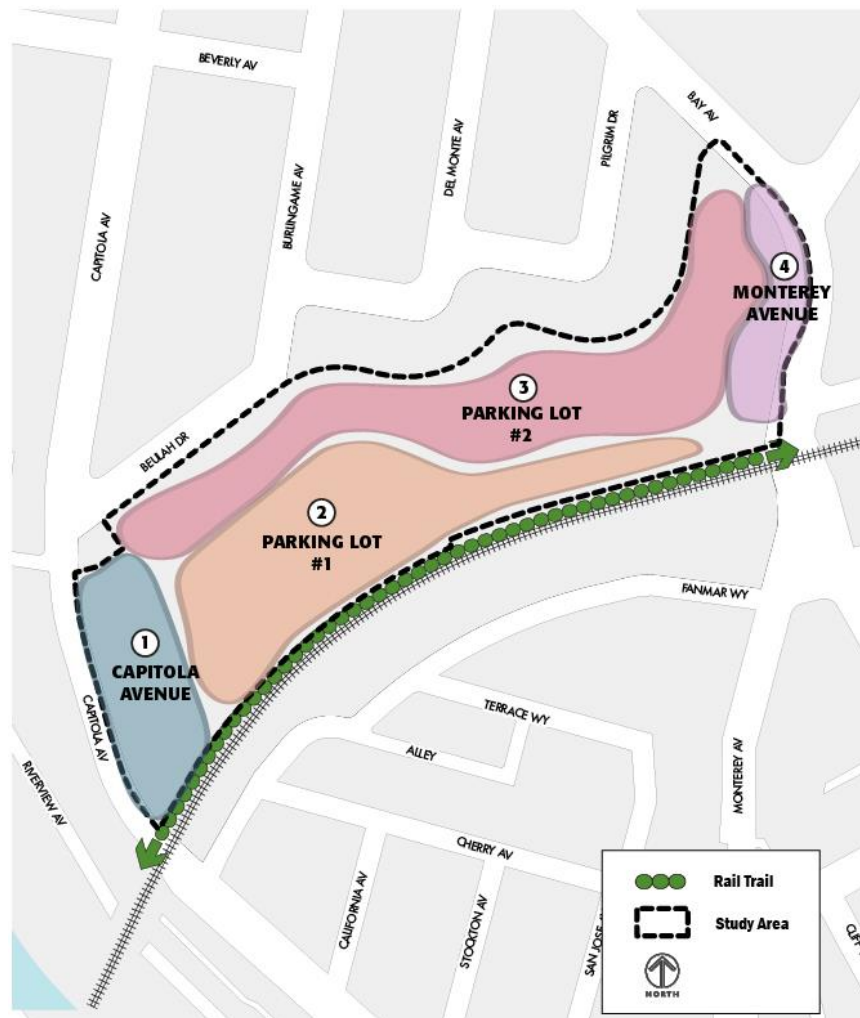 BEVERLY AV
BAY AV
CAPITOLA AV
BURLINGAME AV
DEL MONTE AV
PILGRIM DR
4
MONTEREY
AVENUE
3
PARKING LOT
#2
BEULAH DR
2
PARKING LOT
#1
1
CAPITOLA
AVENUE
FANMAR WY
CAPITOLA AV
TERRACE WY
ALLEY
RIVERVIEW AV
MONTEREY AV
CHERRY AV
CALIFORNIA AV
STOCKTON AV
SAN JOSE
Rail Trail
Study Area
NORTH